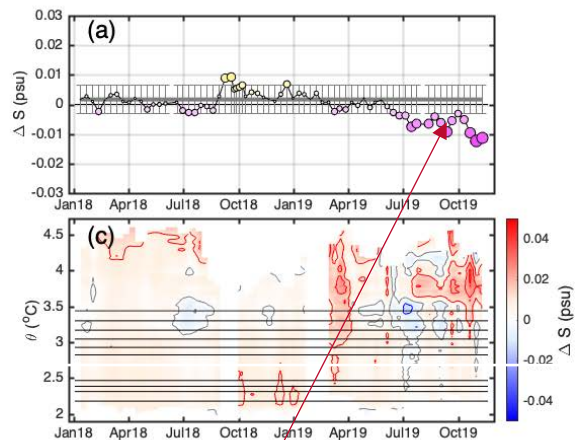 (a)
Δ S (psu)
0.03
0.02
0.01
0
-0.01
-0.02
-0.03
Jan18 Apr18 Jul18 Oct18 Jan19 Apr19 Jul19 Oct19
(c)
θ (°C)
4.5
4
3.5
3
2.5
2
Jan18 Apr18 Jul18 Oct18 Jan19 Apr19 Jul19 Oct19
0.04
0.02
0
-0.02
-0.04
Δ S (psu)